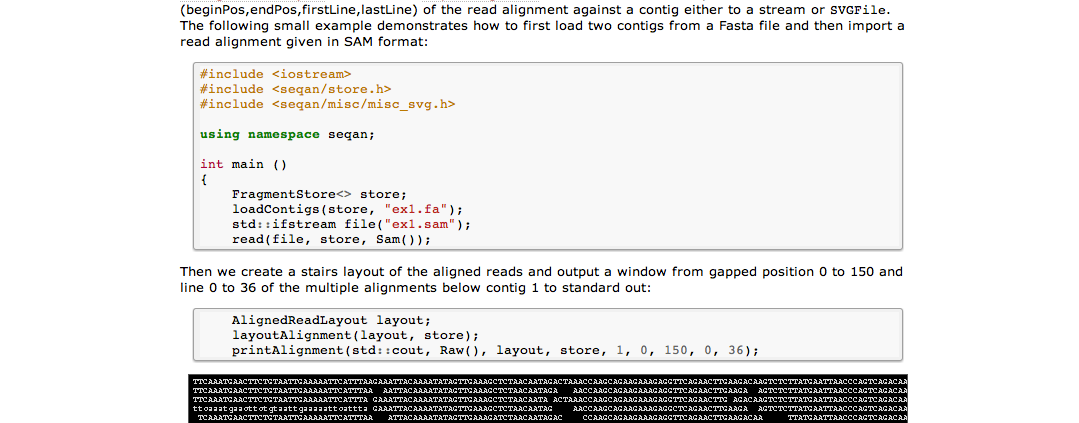 (beginPos,endPos,firstLine,lastLine) of the read alignment against a contig either to a stream or SVGFile.
The following small example demonstrates how to first load two contigs from a Fasta file and then import a
read alignment given in SAM format:
#include <iostream>
#include <seqan/store.h>
#include <seqan/misc/misc_svg.h>
using namespace seqan;
int main ()
{
FragmentStore<> store;
loadContigs(store, "ex1.fa");
std::ifstream file("ex1.sam");
read(file, store, Sam());
Then we create a stairs layout of the aligned reads and output a window from gapped position 0 to 150 and
line 0 to 36 of the multiple alignments below contig 1 to standard out:
AlignedReadLayout layout;
layoutAlignment(layout, store);
printAlignment(std::cout, Raw(), layout, store, 1, 0, 150, 0, 36);
TTCAAATGAACTTCTGTAATTGAAAAATTCATTTAAGAAATTACAAAATATAGTTGAAAGCTCTAACAATAGACTAAACCAAGCAGAAGAAAGAGGTTCAGAACTTGAAGACAAGTCTCTTATGAATTAACCCAGTCAGACAA
TTCAAATGAACTTCTGTAATTGAAAAATTCATTTAA AATTACAAAATATAGTTGAAAGCTCTAACAATAGA AACCAAGCAGAAGAAAGAGGTTCAGAACTTGAAGA AGTCTCTTATGAATTAACCCAGTCAGACAA
TTCAAATGAACTTCTGTAATTGAAAAATTCATTTA GAAATTACAAAATATAGTTGAAAGCTCTAACAATA ACTAAACCAAGCAGAAGAAAGAGGTTCAGAACTTG AGACAAGTCTCTTATGAATTAACCCAGTCAGACAA
ttcaaatgaacttctgtaattgaaaaattcattta GAAATTACAAAATATAGTTGAAAGCTCTAACAATAG AACCAAGCAGAAGAAAGAGGTTCAGAACTTGAAGA AGTCTCTTATGAATTAACCCAGTCAGACAA
TCAAATGAACTTCTGTAATTGAAAAATTCATTTAA ATTACAAAATATAGTTGAAAGATCTAACAATAGAC CCAAGCAGAAGAAAGAGGTTCAGAACTTGAAGACAA TTATGAATTAACCCAGTCAGACAA